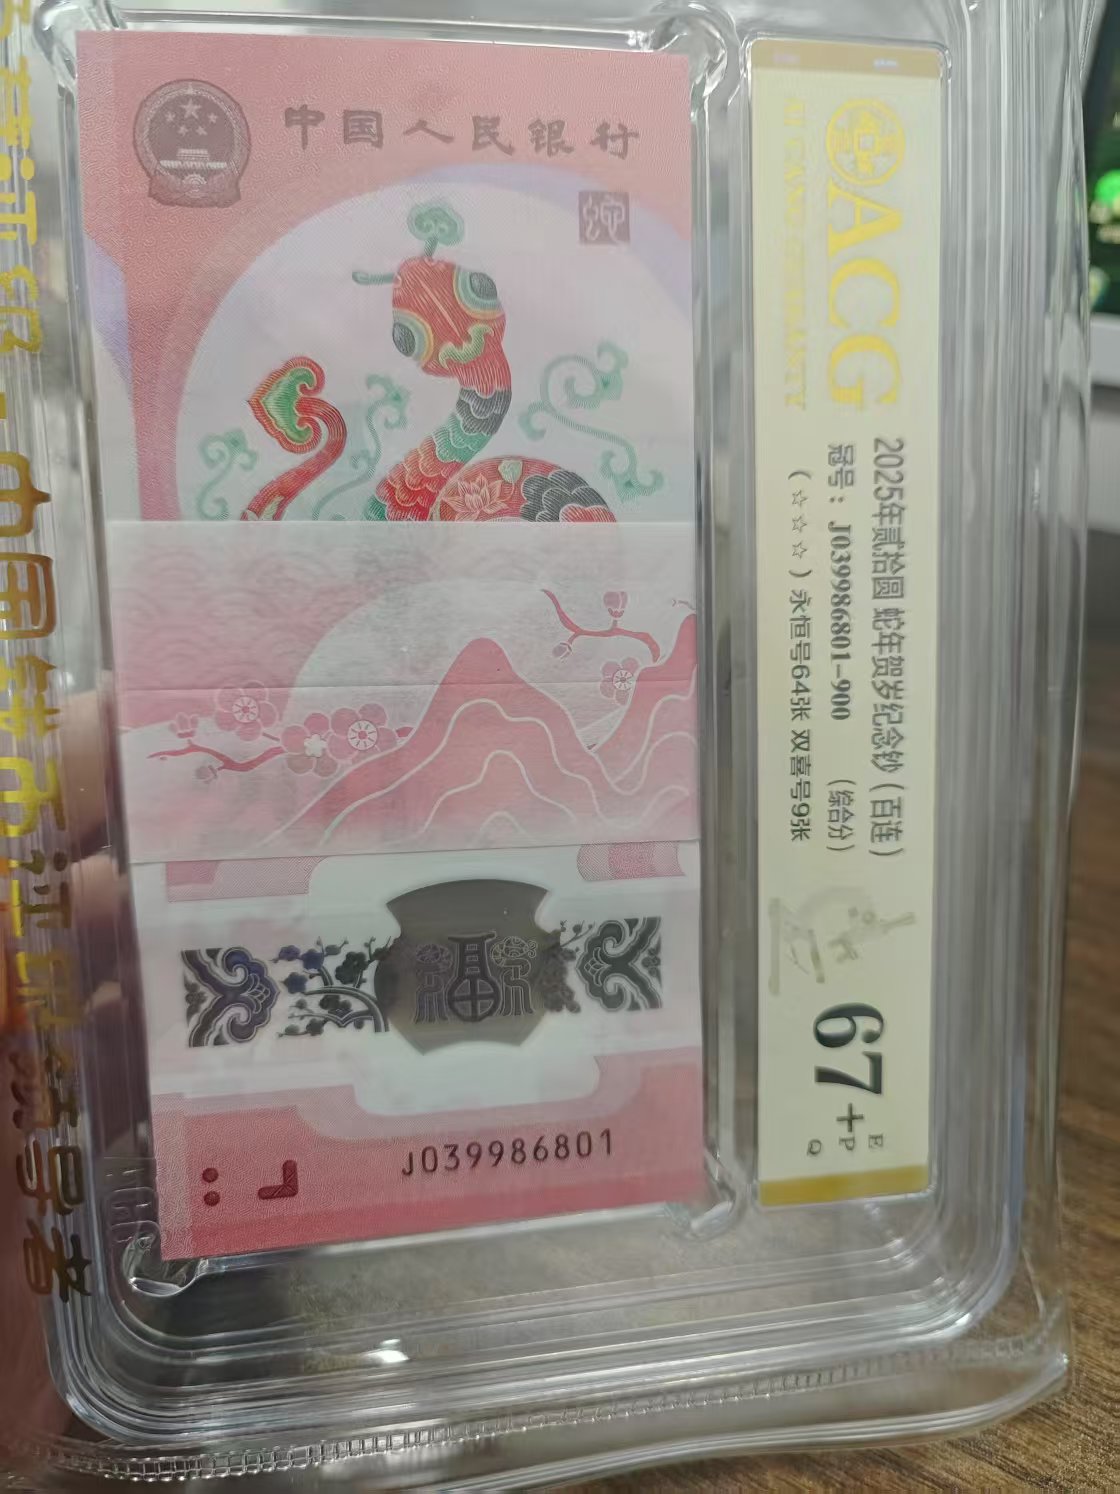 中国人民银行
蛇
J039986801
ACG
2025年贰拾圆 蛇年贺岁纪念钞（百连）
冠号：J039986801-900 （综合分）
（☆☆☆）永恒号64张 双喜号9张
67+
E
P
Q